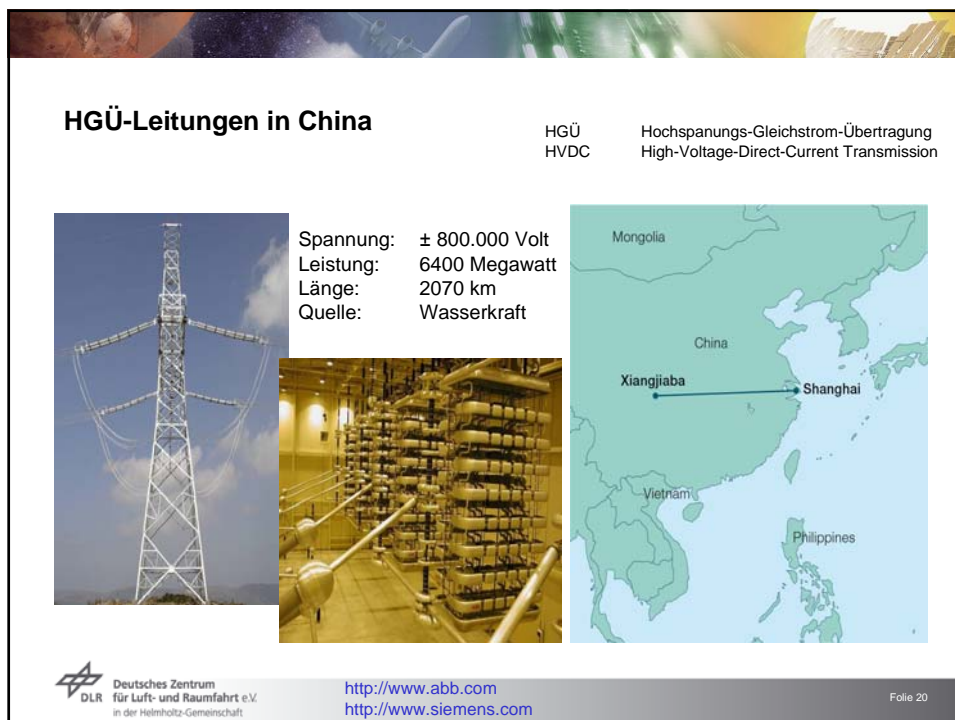 HGÜ-Leitungen in China
HGÜ Hochspanungs-Gleichstrom-Übertragung
HVDC High-Voltage-Direct-Current Transmission
Spannung: ± 800.000 Volt
Leistung: 6400 Megawatt
Länge: 2070 km
Quelle: Wasserkraft
Mongolia
China
Xiangjiaba
Shanghai
Vietnam
Philippines
DLR
Deutsches Zentrum
für Luft- und Raumfahrt e.V.
in der Helmholtz-Gemeinschaft
http://www.abb.com
http://www.siemens.com
Folie 20